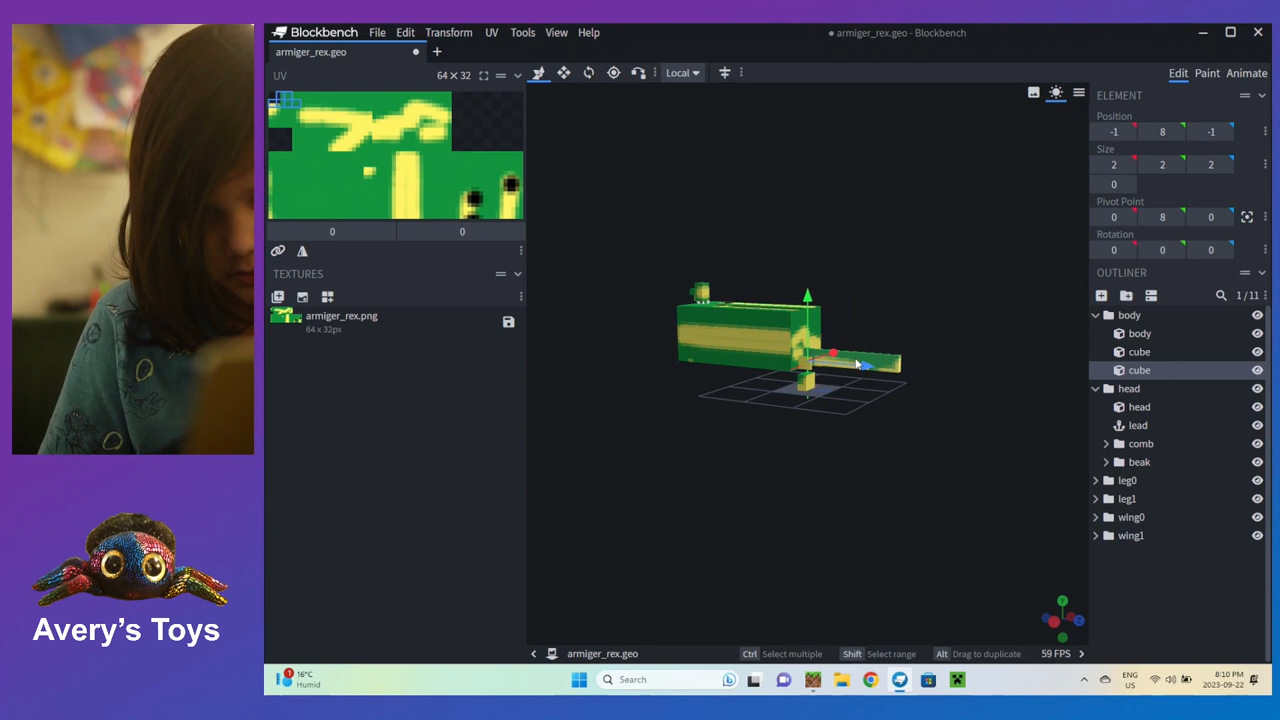 Blockbench File Edit Transform UV Tools View Help
armiger_rex.geo - Blockbench
armiger_rex.geo
UV
64 × 32
0 0
TEXTURES
armiger_rex.png
64 x 32px
Local
Edit Paint Animate
ELEMENT
Position
-1 8 -1
Size
2 2 2
0
Pivot Point
0 8 0
Rotation
0 0 0
OUTLINER
1/11
body
body
cube
cube
head
head
lead
comb
beak
leg0
leg1
wing0
wing1
armiger_rex.geo
Ctrl Select multiple Shift Select range Alt Drag to duplicate 59 FPS
1
16°C
Humid
Search
ENG
US
8:10 PM
2023-09-22
Avery's Toys